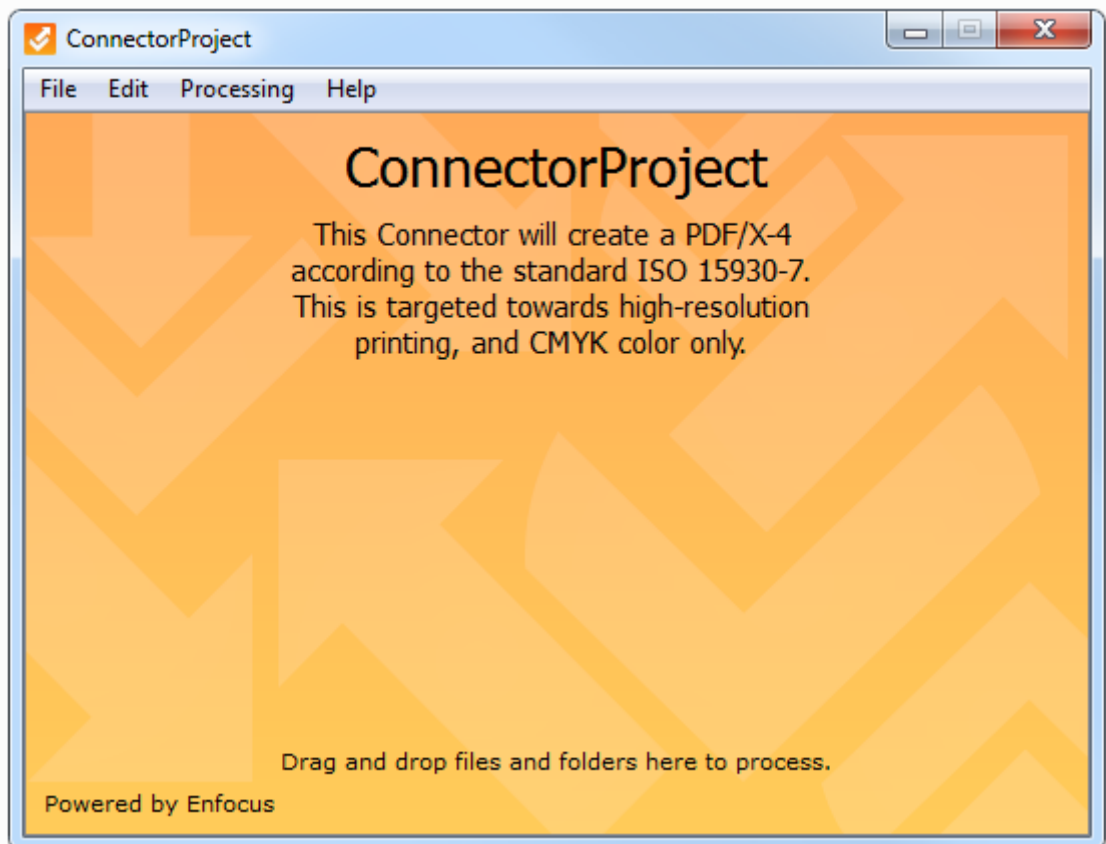 ConnectorProject
File Edit Processing Help
ConnectorProject
This Connector will create a PDF/X-4
according to the standard ISO 15930-7.
This is targeted towards high-resolution
printing, and CMYK color only.
Drag and drop files and folders here to process.
Powered by Enfocus